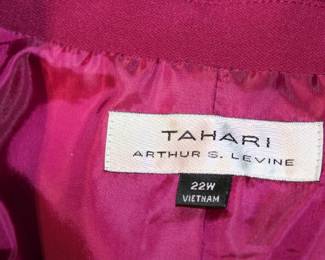 TAHARI
ARTHUR S. LEVINE
22W
VIETNAM